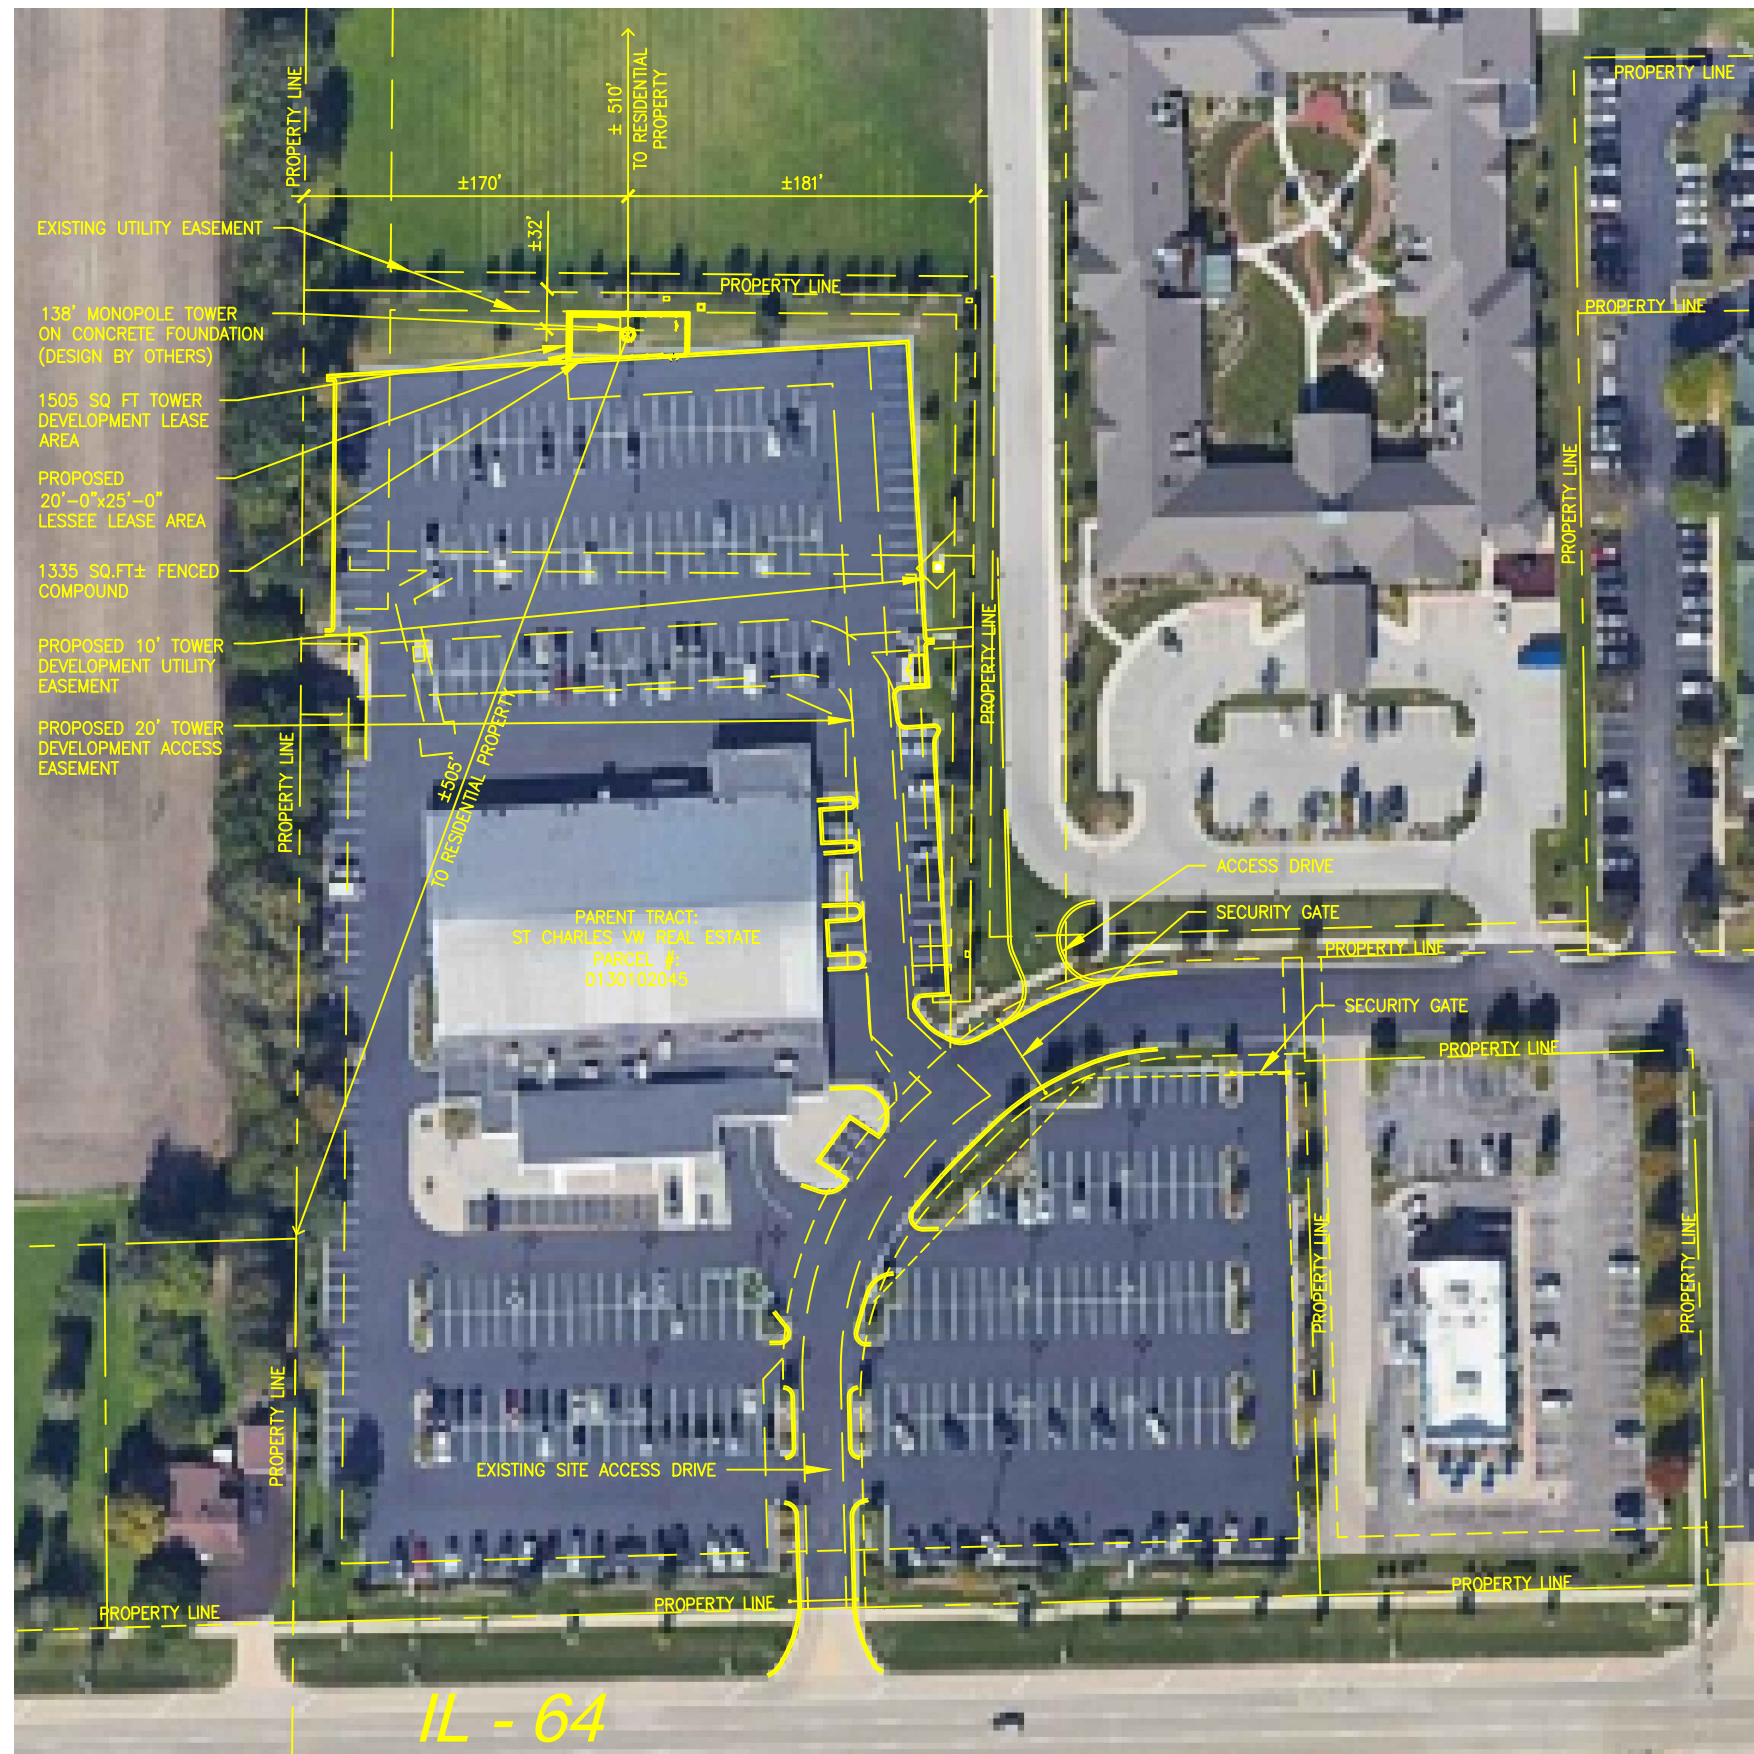 PROPERTY LINE
± 510'
TO RESIDENTIAL
PROPERTY
PROPERTY LINE
±170'
±181'
EXISTING UTILITY EASEMENT
±32'
PROPERTY LINE
138' MONOPOLE TOWER
ON CONCRETE FOUNDATION
(DESIGN BY OTHERS)
PROPERTY LINE
1505 SQ FT TOWER
DEVELOPMENT LEASE
AREA
PROPOSED
20'-0"x25'-0"
LESSEE LEASE AREA
PROPERTY LINE
1335 SQ.FT± FENCED
COMPOUND
PROPOSED 10' TOWER
DEVELOPMENT UTILITY
EASEMENT
PROPERTY LINE
PROPOSED 20' TOWER
DEVELOPMENT ACCESS
EASEMENT
PROPERTY LINE
±505'
TO RESIDENTIAL PROPERTY
ACCESS DRIVE
SECURITY GATE
PARENT TRACT:
ST CHARLES VW REAL ESTATE
PARCEL #:
0130102045
PROPERTY LINE
SECURITY GATE
PROPERTY LINE
PROPERTY LINE
PROPERTY LINE
PROPERTY LINE
EXISTING SITE ACCESS DRIVE
PROPERTY LINE
PROPERTY LINE
PROPERTY LINE
IL - 64